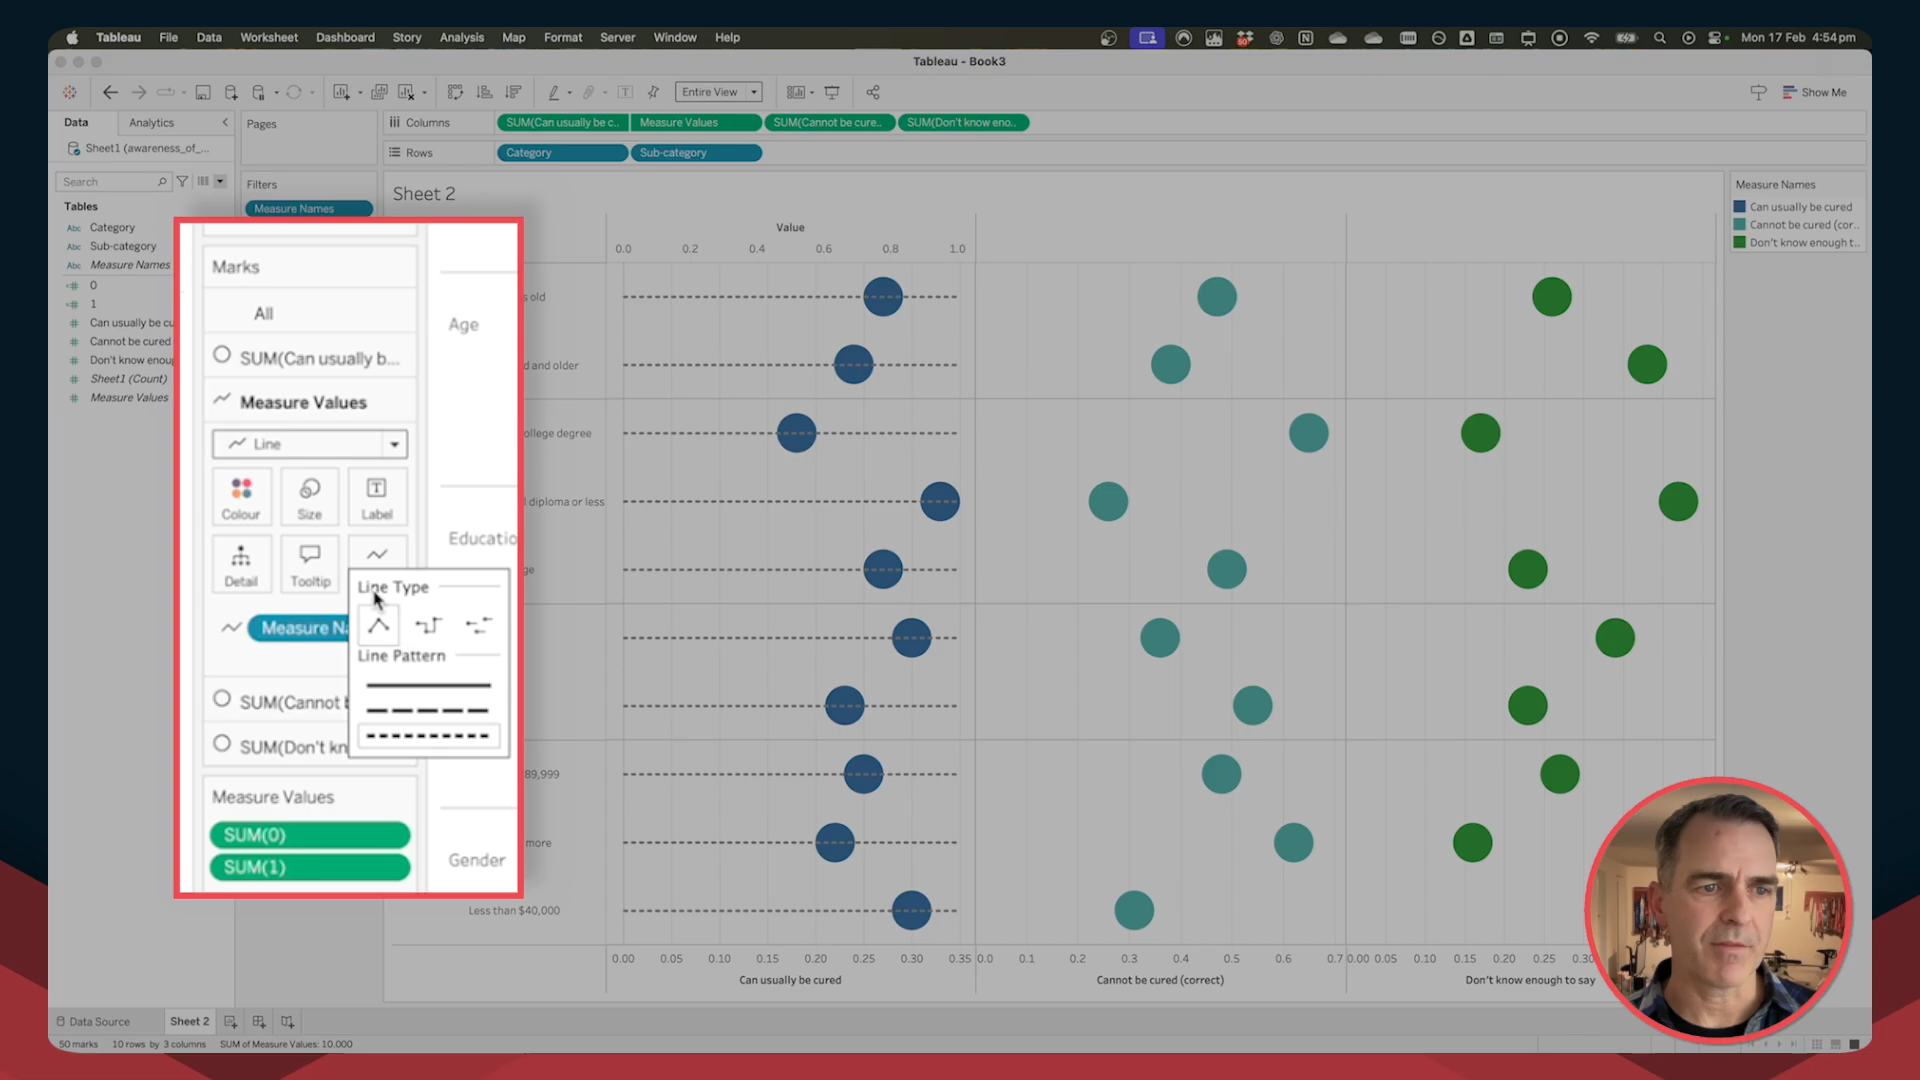 Tableau File Data Worksheet Dashboard Story Analysis Map Format Server Window Help
Mon 17 Feb 4:54 pm
Tableau - Book3
Entire View
Show Me
Data Analytics
Pages
Columns
SUM(Can usually be c..
Measure Values
SUM(Cannot be cure..
SUM(Don't know eno..
Sheet1 (awareness_of_...
Rows
Category
Sub-category
Search
Filters
Measure Names
Sheet 2
Measure Names
Can usually be cured
Cannot be cured (cor..
Don't know enough t..
Tables
Abc Category
Abc Sub-category
Abc Measure Names
# 0
# 1
# Can usually be cu
# Cannot be cured
# Don't know enoug
# Sheet1 (Count)
# Measure Values
Marks
All
SUM(Can usually b...
Measure Values
Line
Colour Size Label
Detail Tooltip
Line Type
Measure Na
Line Pattern
SUM(Cannot b
SUM(Don't kn
Measure Values
SUM(0)
SUM(1)
Age
Educatio
Gender
Value
0.0 0.2 0.4 0.6 0.8 1.0
s old
d and older
ollege degree
l diploma or less
ge
89,999
more
Less than $40,000
0.00 0.05 0.10 0.15 0.20 0.25 0.30 0.35
Can usually be cured
0.0 0.1 0.2 0.3 0.4 0.5 0.6 0.7
Cannot be cured (correct)
0.00 0.05 0.10 0.15 0.20 0.25 0.30
Don't know enough to say
Data Source
Sheet 2
50 marks 10 rows by 3 columns SUM of Measure Values: 10.000